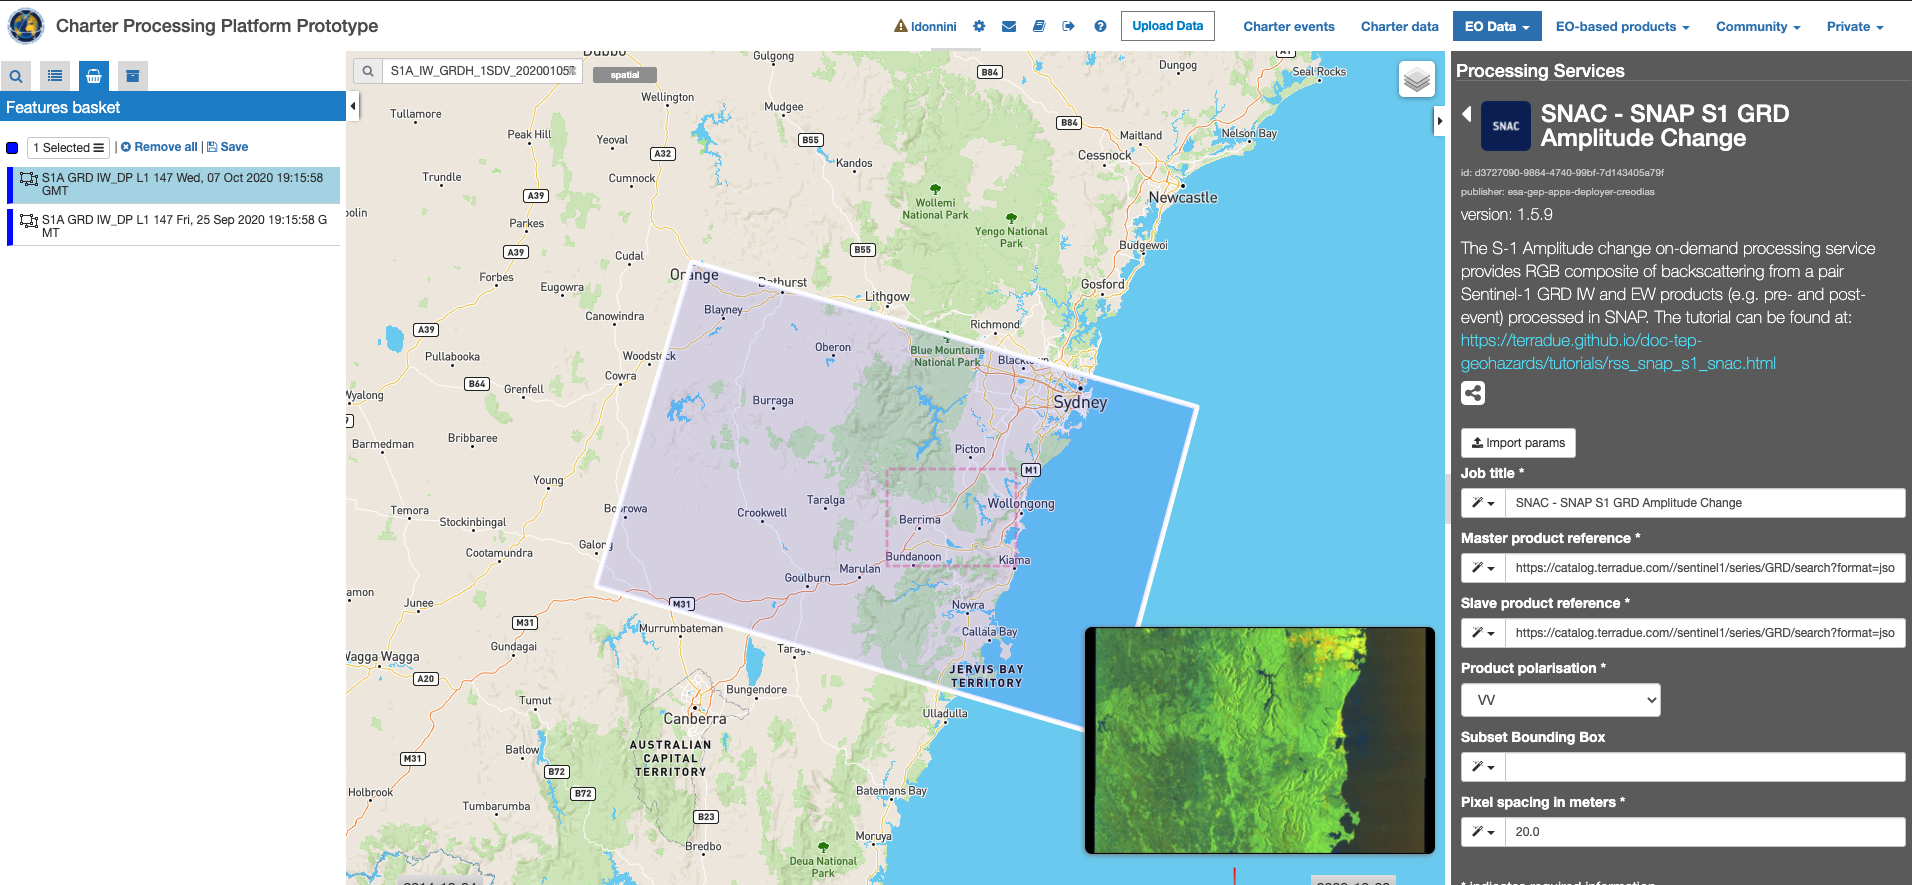 Charter Processing Platform Prototype
ldonnini
Upload Data
Charter events
Charter data
EO Data
EO-based products
Community
Private
Features basket
1 Selected
| Remove all | Save
S1A GRD IW_DP L1 147 Wed, 07 Oct 2020 19:15:58
GMT
S1A GRD IW_DP L1 147 Fri, 25 Sep 2020 19:15:58 G
MT
S1A_IW_GRDH_1SDV_20200105T
spatial
Dubbo
Gulgong
A1
B84
Dungog
Seal Rocks
Wellington
Tullamore
Mudgee
Peak Hill
Yeoval
B55
B84
Maitland
Nelson Bay
A32
Kandos
Cessnock
Trundle
Cumnock
A39
Wollemi
National Park
Newcastle
Parkes
Yengo National
Park
A39
Cudal
B55
Budgewoi
Forbes
Eugowra
Orange
Bathurst
Lithgow
Gosford
Canowindra
Blayney
Richmond
A39
Pullabooka
Woodstock
Oberon
Blue Mountains
National Park
Blacktown
B64
Grenfell
Cowra
Burraga
Sydney
Barmedman
Bribbaree
Picton
M1
Young
Taralga
Wollongong
Temora
Stockinbingal
Boorowa
Crookwell
Berrima
Cootamundra
Galong
Bundanoon
Kiama
Marulan
Goulburn
Junee
M31
Nowra
M31
Murrumbateman
Callala Bay
Gundagai
Wagga Wagga
JERVIS BAY
TERRITORY
A20
Bungendore
Tumut
Canberra
Ulladulla
Batlow
AUSTRALIAN
CAPITAL
TERRITORY
M31
B72
B72
Holbrook
Tumbarumba
Batemans Bay
B23
Moruya
Bredbo
Deua National
Park
Processing Services
SNAC
SNAC - SNAP S1 GRD
Amplitude Change
id: d3727090-9864-4740-99bf-7d143405a79f
publisher: esa-gep-apps-deployer-creodias
version: 1.5.9
The S-1 Amplitude change on-demand processing service
provides RGB composite of backscattering from a pair
Sentinel-1 GRD IW and EW products (e.g. pre- and post-
event) processed in SNAP. The tutorial can be found at:
https://terradue.github.io/doc-tep-
geohazards/tutorials/rss_snap_s1_snac.html
Import params
Job title *
SNAC - SNAP S1 GRD Amplitude Change
Master product reference *
https://catalog.terradue.com//sentinel1/series/GRD/search?format=jso
Slave product reference *
https://catalog.terradue.com//sentinel1/series/GRD/search?format=jso
Product polarisation *
VV
Subset Bounding Box
Pixel spacing in meters *
20.0